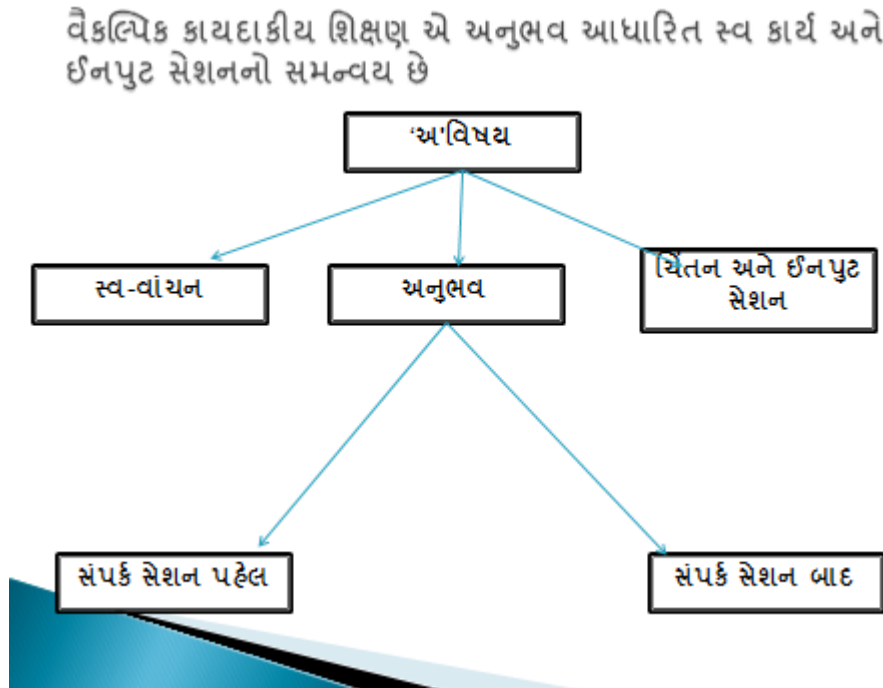 વૈકલ્પિક કાયદાકીય શિક્ષણ એ અનુભવ આધારિત સ્વ કાર્ય અને
ઈનપુટ સેશનનો સમન્વય છે
‘અ'વિષય
સ્વ-વાંચન
અનુભવ
ચિંતન અને ઈનપુટ
સેશન
સંપર્ક સેશન પહેલ
સંપર્ક સેશન બાદ